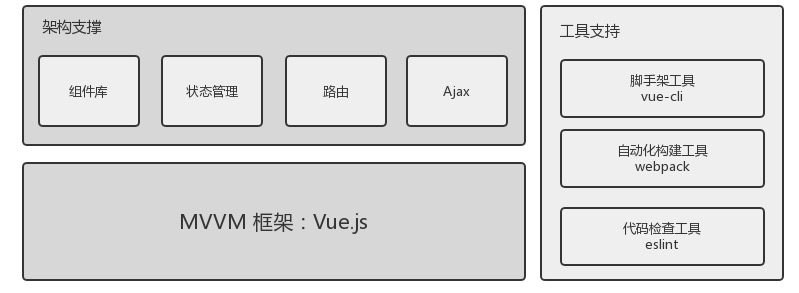 架构支撑
组件库
状态管理
路由
Ajax
MVVM 框架：Vue.js
工具支持
脚手架工具
vue-cli
自动化构建工具
webpack
代码检查工具
eslint